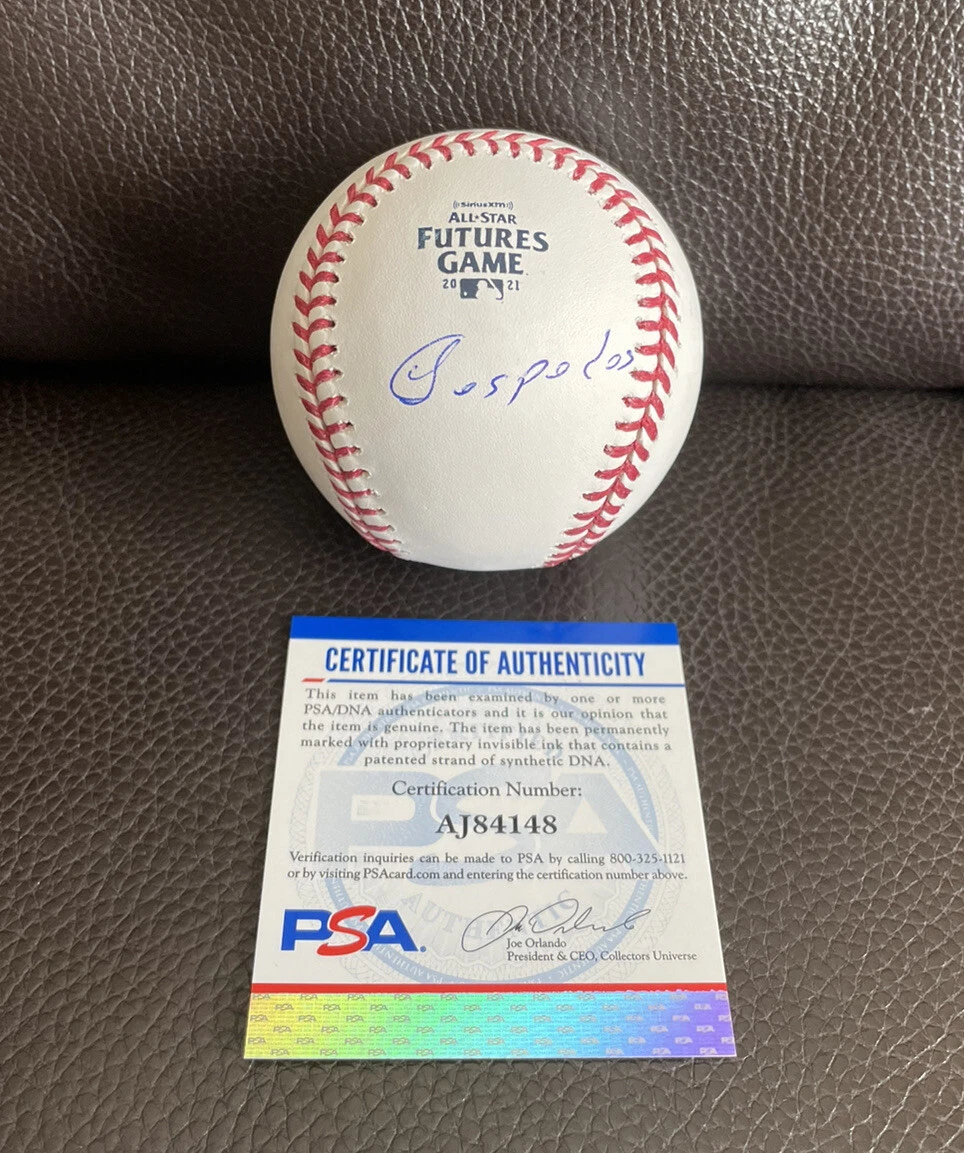 ((SiriusXM))
ALL★STAR
FUTURES
GAME
20 21
Cespedes
CERTIFICATE OF AUTHENTICITY
This item has been examined by one or more
PSA/DNA authenticators and it is our opinion that
the item is genuine. The item has been permanently
marked with proprietary invisible ink that contains a
patented strand of synthetic DNA.
Certification Number:
AJ84148
Verification inquiries can be made to PSA by calling 800-325-1121
or by visiting PSAcard.com and entering the certification number above.
PSA.
Joe Orlando
President & CEO, Collectors Universe